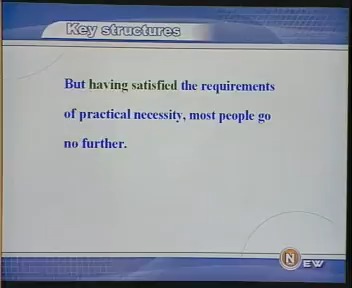 Key structures
But having satisfied the requirements
of practical necessity, most people go
no further.
NEW